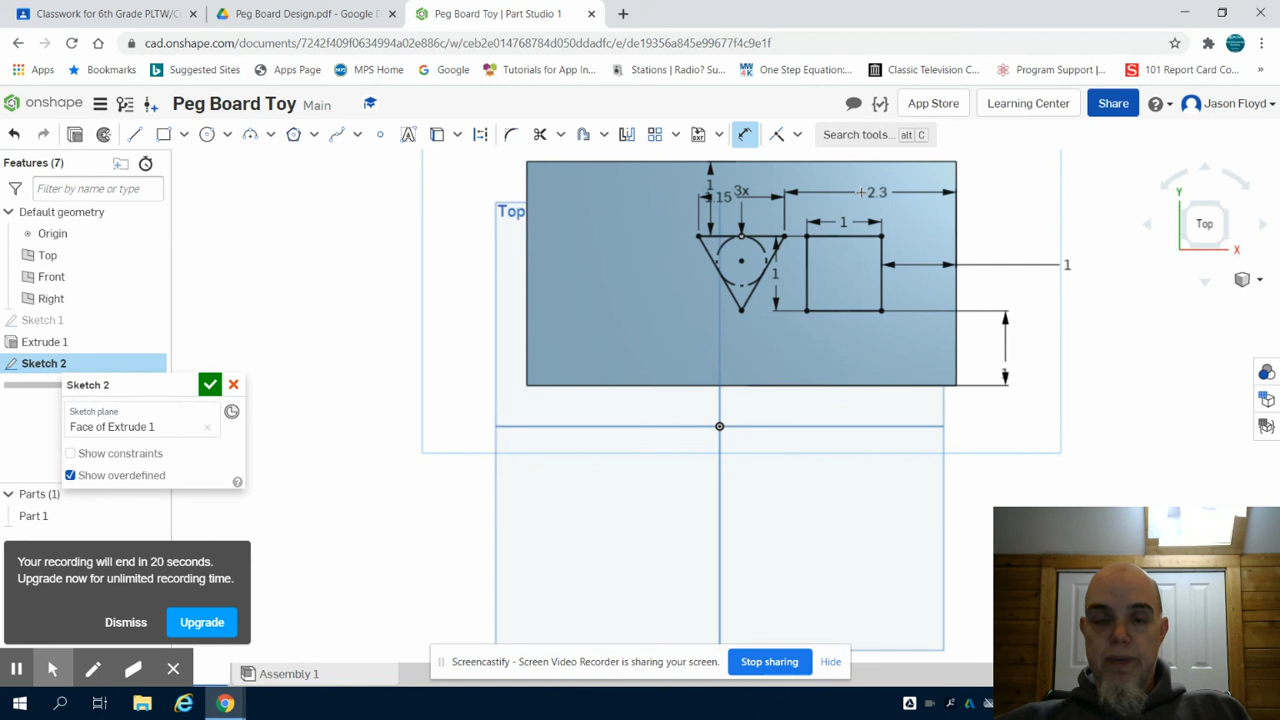 Classwork for 6th Grade PLTW/C
Peg Board Design.pdf - Google D
Peg Board Toy | Part Studio 1
cad.onshape.com/documents/7242f409f0634994a02e886c/w/ceb2e014768784d050ddadfc/e/de19356a845e99677f4c9e1f
Apps
Bookmarks
Suggested Sites
Apps Page
MPS Home
Google
Tutorials for App In...
Stations | Radio? Su...
One Step Equation:...
Classic Television C...
Program Support |...
101 Report Card Co...
onshape
Peg Board Toy Main
App Store
Learning Center
Share
Jason Floyd
Search tools...
alt C
Features (7)
Filter by name or type
Default geometry
Origin
Top
Front
Right
Sketch 1
Extrude 1
Sketch 2
Sketch 2
Sketch plane
Face of Extrude 1
Show constraints
Show overdefined
Parts (1)
Part 1
Top
1
3x
1.15
2.3
1
1
1
1
Y
Top
X
Your recording will end in 20 seconds.
Upgrade now for unlimited recording time.
Dismiss
Upgrade
Assembly 1
Screencastify - Screen Video Recorder is sharing your screen.
Stop sharing
Hide